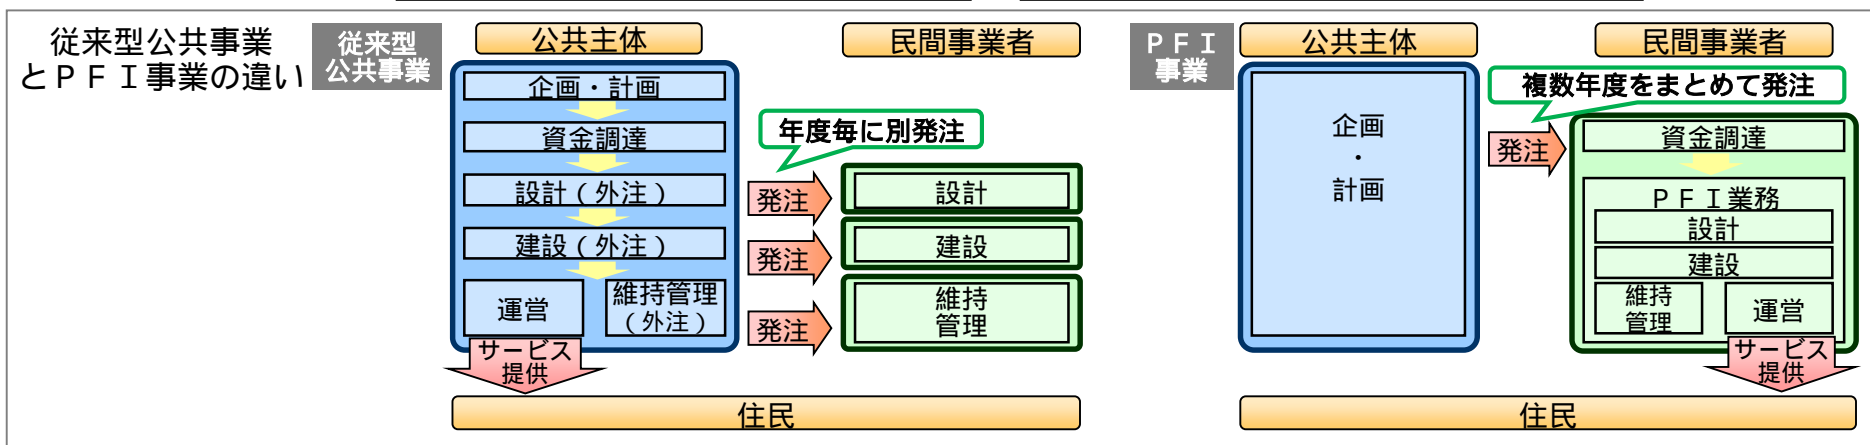 従来型公共事業
とＰＦＩ事業の違い
従来型
公共事業
公共主体
企画・計画
資金調達
設計（外注）
建設（外注）
運営
維持管理
（外注）
サービス
提供
年度毎に別発注
発注
発注
発注
民間事業者
設計
建設
維持
管理
住民
ＰＦＩ
事業
公共主体
企画
・
計画
複数年度をまとめて発注
発注
民間事業者
資金調達
ＰＦＩ業務
設計
建設
維持
管理
運営
サービス
提供
住民